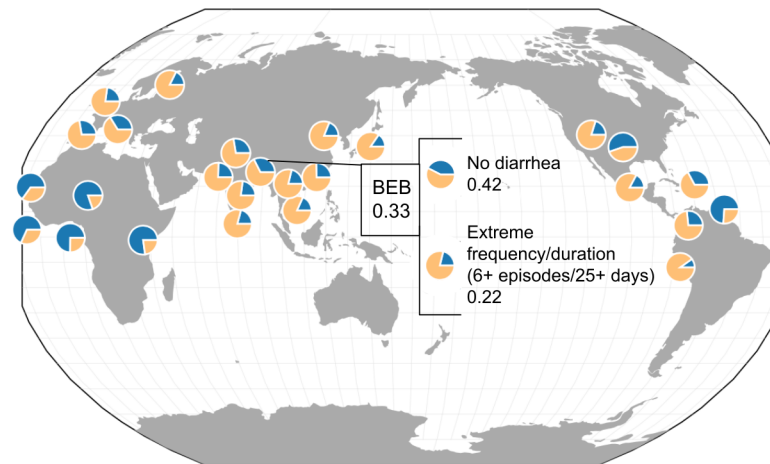 BEB
0.33
No diarrhea
0.42
Extreme
frequency/duration
(6+ episodes/25+ days)
0.22